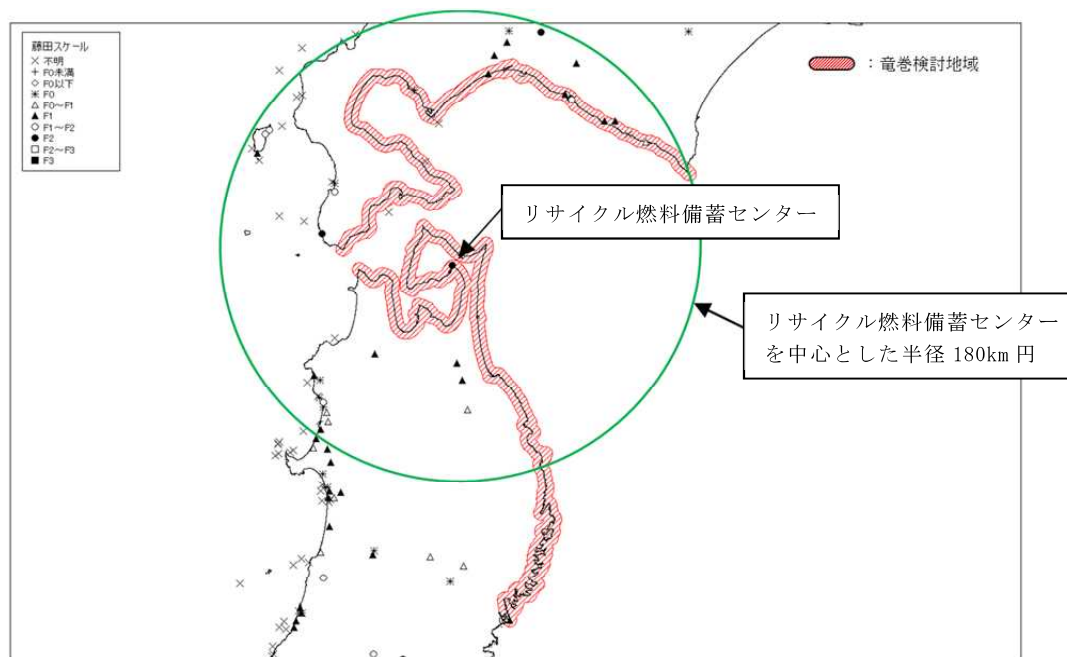 藤田スケール
× 不明
+ F0未満
◇ F0以下
✳ F0
△ F0～F1
▲ F1
○ F1～F2
● F2
□ F2～F3
■ F3
：竜巻検討地域
リサイクル燃料備蓄センター
リサイクル燃料備蓄センター
を中心とした半径 180km 円